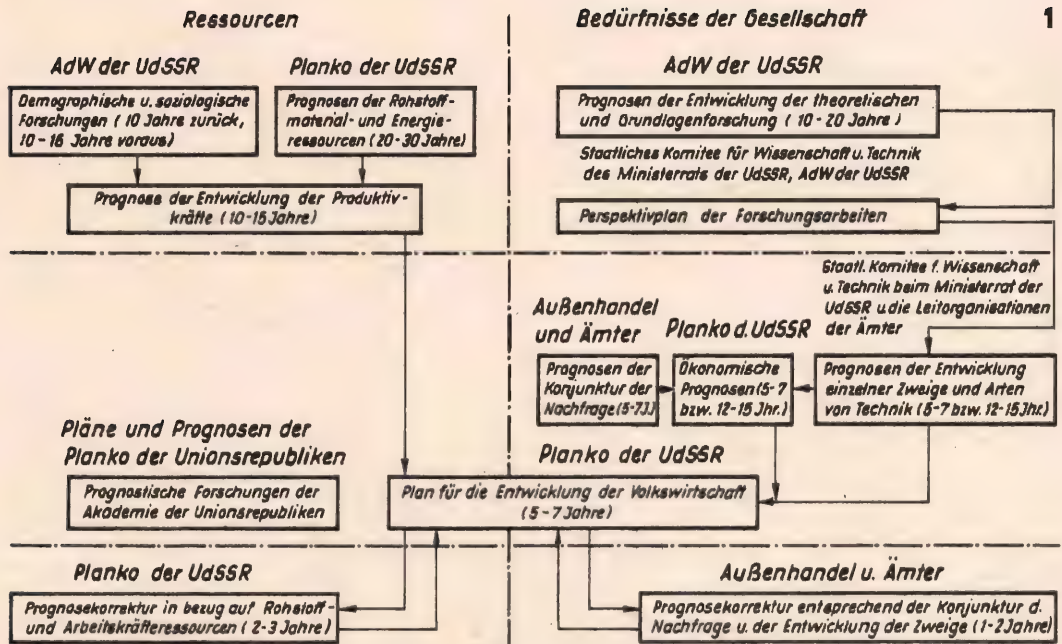 Ressourcen
Bedürfnisse der Gesellschaft
1
AdW der UdSSR
Demographische u. soziologische
Forschungen (10 Jahre zurück,
10-15 Jahre voraus)
Planko der UdSSR
Prognosen der Rohstoff-
material- und Energie-
ressourcen (20-30 Jahre)
Prognose der Entwicklung der Produktiv-
kräfte (10-15 Jahre)
AdW der UdSSR
Prognosen der Entwicklung der theoretischen
und Grundlagenforschung (10-20 Jahre)
Staatliches Komitee für Wissenschaft u. Technik
des Ministerrats der UdSSR, AdW der UdSSR
Perspektivplan der Forschungsarbeiten
Staatl. Komitee f. Wissenschaft
u. Technik beim Ministerrat der
UdSSR u. die Leitorganisationen
der Ämter
Außenhandel
und Ämter
Planko d. UdSSR
Prognosen der
Konjunktur der
Nachfrage (5-7 J.)
Ökonomische
Prognosen (5-7
bzw. 12-15 Jhr.)
Prognosen der Entwicklung
einzelner Zweige und Arten
von Technik (5-7 bzw. 12-15 Jhr.)
Pläne und Prognosen der
Planko der Unionsrepubliken
Prognostische Forschungen der
Akademie der Unionsrepubliken
Planko der UdSSR
Plan für die Entwicklung der Volkswirtschaft
(5-7 Jahre)
Planko der UdSSR
Prognosekorrektur in bezug auf Rohstoff-
und Arbeitskräfteressourcen (2-3 Jahre)
Außenhandel u. Ämter
Prognosekorrektur entsprechend der Konjunktur d.
Nachfrage u. der Entwicklung der Zweige (1-2 Jahre)